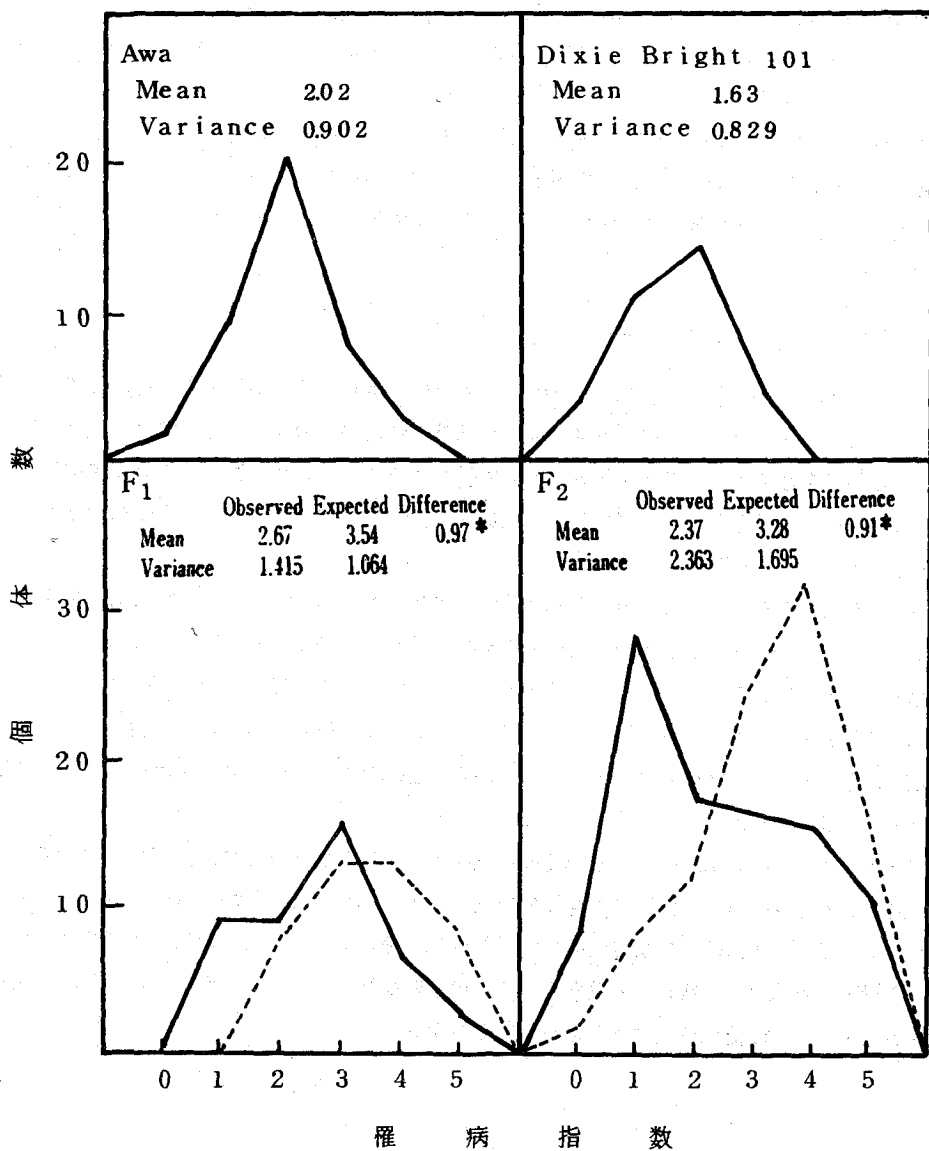 Awa
Mean 2.02
Variance 0.902
Dixie Bright 101
Mean 1.63
Variance 0.829
20
10
F1
Observed Expected Difference
Mean 2.67 3.54 0.97*
Variance 1.415 1.064
F2
Observed Expected Difference
Mean 2.37 3.28 0.91*
Variance 2.363 1.695
30
20
10
個体数
0 1 2 3 4 5
0 1 2 3 4 5
罹病指数